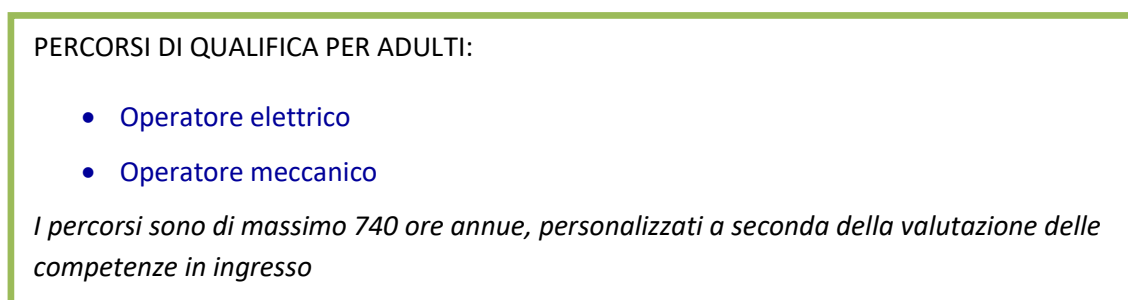 PERCORSI DI QUALIFICA PER ADULTI:
• Operatore elettrico
• Operatore meccanico
I percorsi sono di massimo 740 ore annue, personalizzati a seconda della valutazione delle
competenze in ingresso